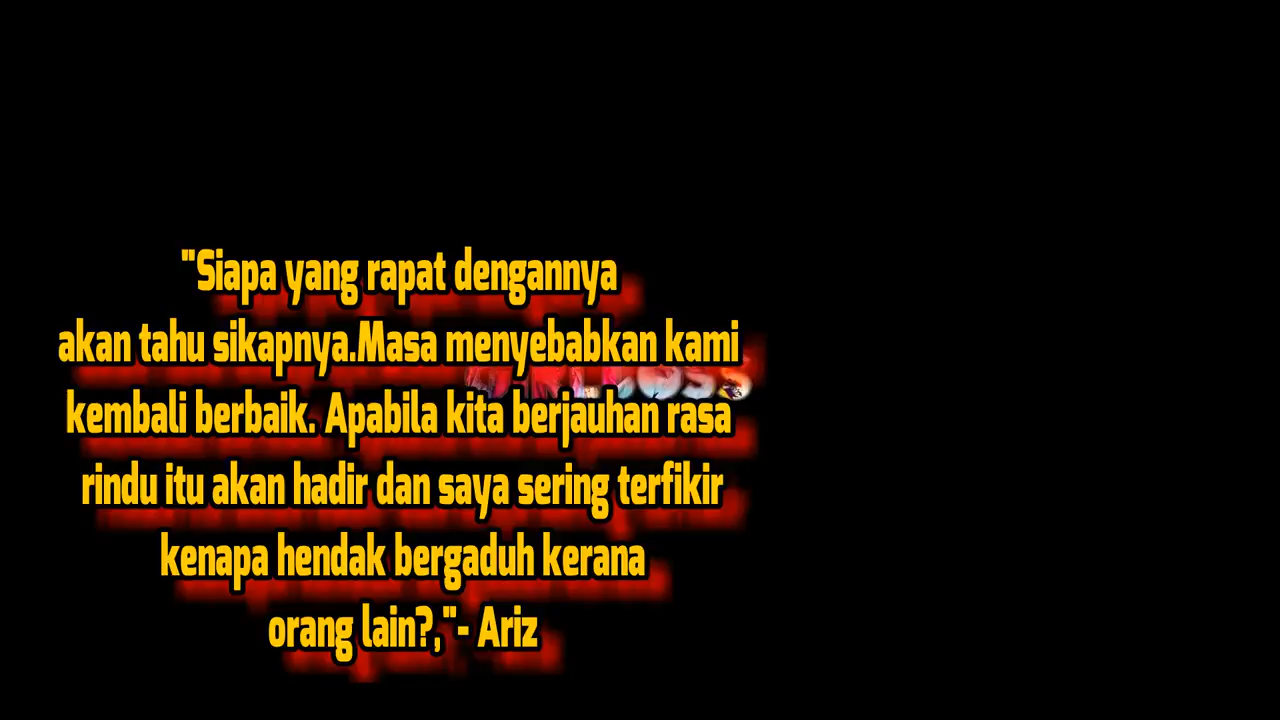 "Siapa yang rapat dengannya
akan tahu sikapnya.Masa menyebabkan kami
kembali berbaik. Apabila kita berjauhan rasa
rindu itu akan hadir dan saya sering terfikir
kenapa hendak bergaduh kerana
orang lain?,"- Ariz